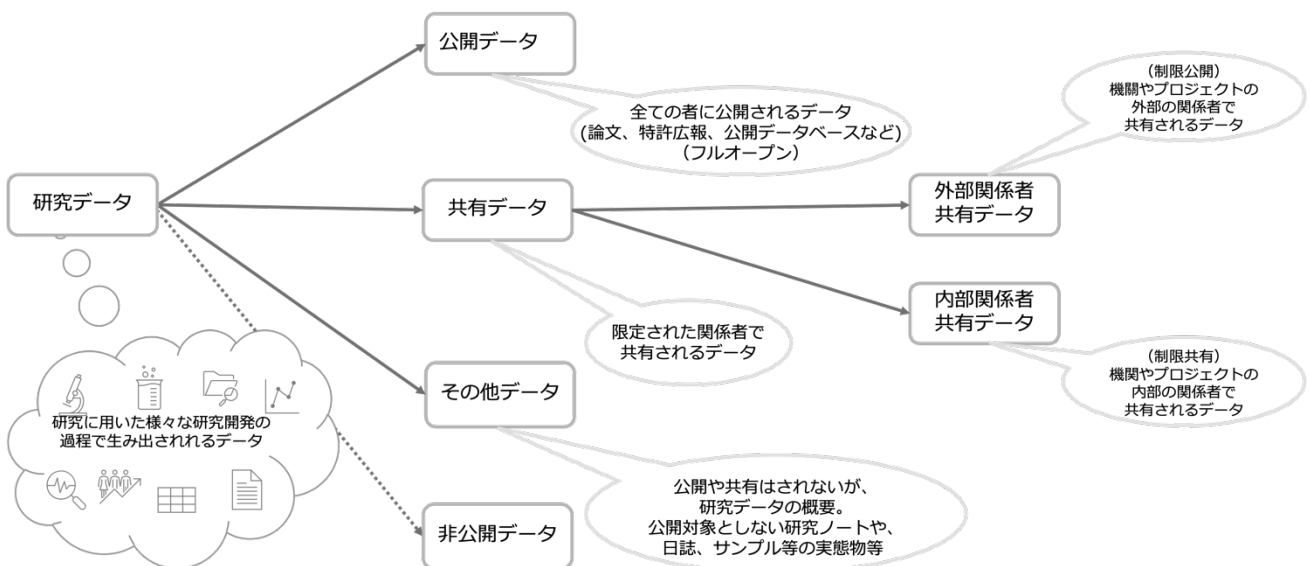 公開データ
全ての者に公開されるデータ
(論文、特許広報、公開データベースなど)
(フルオープン)
(制限公開)
機關やプロジェクトの
外部の関係者で
共有されるデータ
研究データ
共有データ
外部関係者
共有データ
限定された関係者で
共有されるデータ
内部関係者
共有データ
(制限共有)
機関やプロジェクトの
内部の関係者で
共有されるデータ
研究に用いた様々な研究開発の
過程で生み出されれるデータ
その他データ
公開や共有はされないが、
研究データの概要。
公開対象としない研究ノートや、
日誌、サンプル等の実態物等
非公開データ